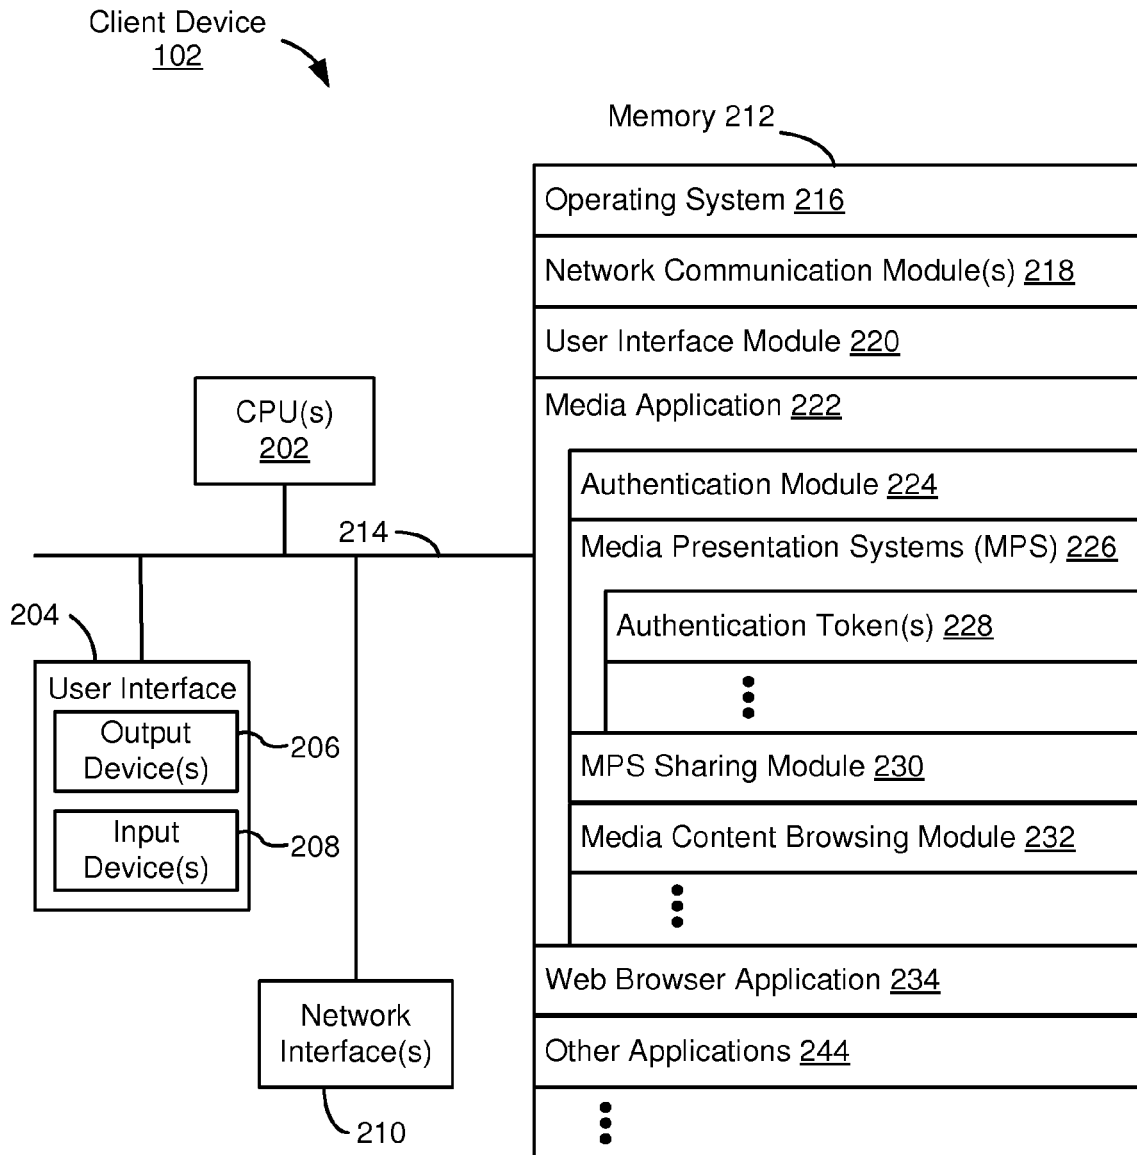 Client Device
102
Memory 212
Operating System 216
Network Communication Module(s) 218
User Interface Module 220
Media Application 222
Authentication Module 224
Media Presentation Systems (MPS) 226
Authentication Token(s) 228
MPS Sharing Module 230
Media Content Browsing Module 232
Web Browser Application 234
Other Applications 244
CPU(s)
202
214
204
User Interface
Output
Device(s)
206
Input
Device(s)
208
Network
Interface(s)
210